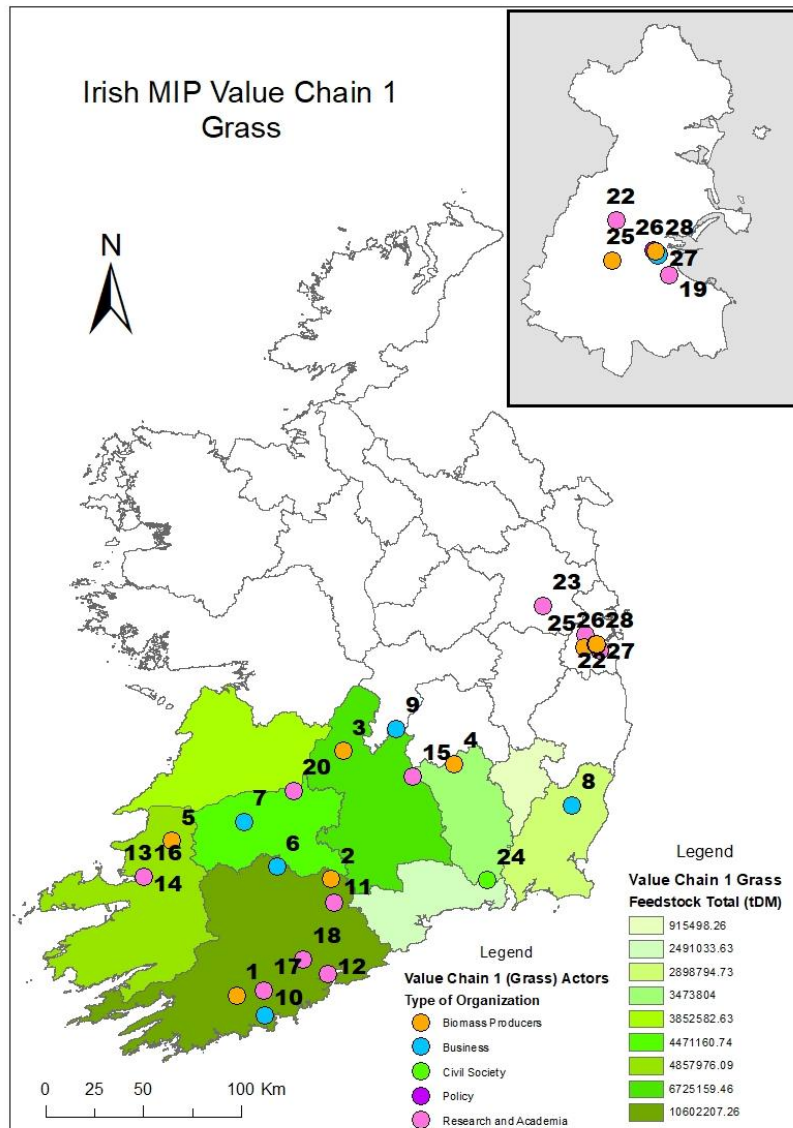 Irish MIP Value Chain 1
Grass
N
22
25
26 28
27
19
23
25 26 28
22 27
9
3
4
15
20
8
7
5
6
2
24
13 16
14
11
18
17
12
1
10
0 25 50 100 Km
Legend
Value Chain 1 (Grass) Actors
Type of Organization
Biomass Producers
Business
Civil Society
Policy
Research and Academia
Legend
Value Chain 1 Grass
Feedstock Total (tDM)
915498.26
2491033.63
2898794.73
3473804
3852582.63
4471160.74
4857976.09
6725159.46
10602207.26